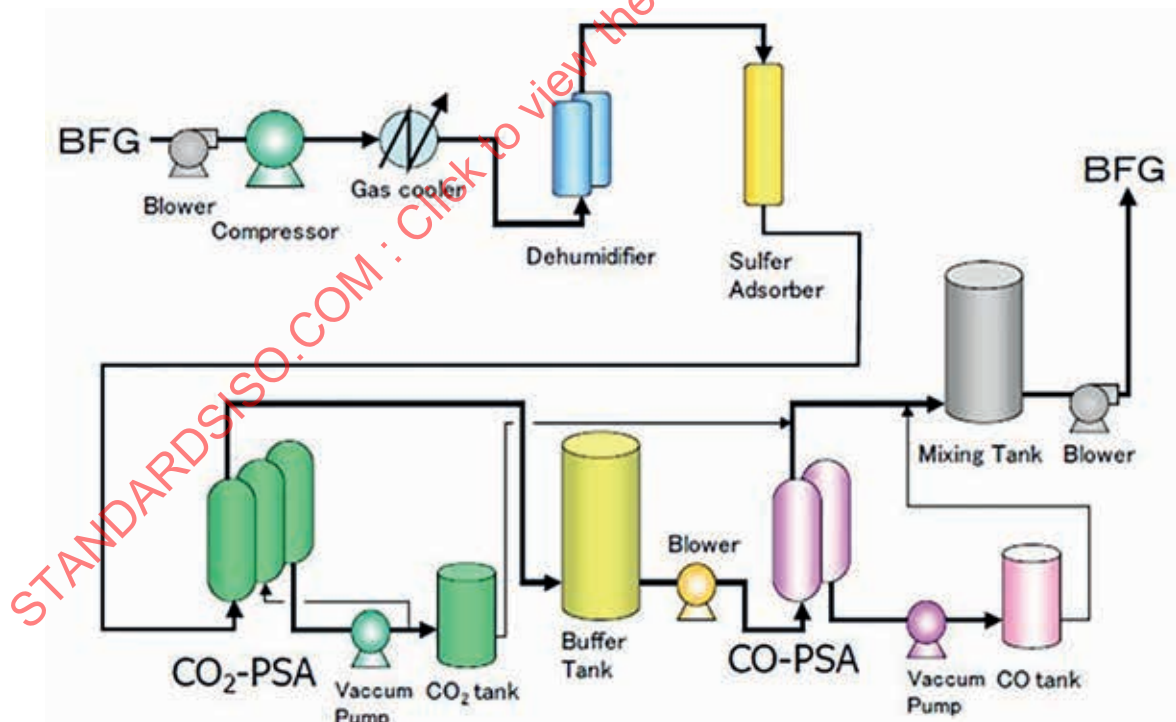 STANDARDSISO.COM : Click to view the
BFG
Blower
Compressor
Gas cooler
Dehumidifier
Sulfer
Adsorber
BFG
Mixing Tank
Blower
CO₂-PSA
Vaccum
Pump
CO₂ tank
Buffer
Tank
Blower
CO-PSA
Vaccum
Pump
CO tank